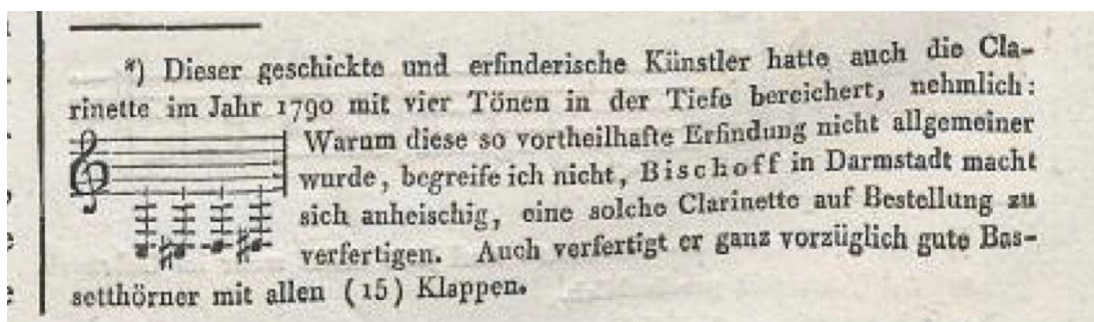 *) Dieser geschickte und erfinderische Künstler hatte auch die Cla-
rinette im Jahr 1790 mit vier Tönen in der Tiefe bereichert, nehmlich:
Warum diese so vortheilhafte Erfindung nicht allgemeiner
wurde, begreife ich nicht, Bischoff in Darmstadt macht
sich anheischig, eine solche Clarinette auf Bestellung zu
verfertigen. Auch verfertigt er ganz vorzüglich gute Bas-
setthörner mit allen (15) Klappen.